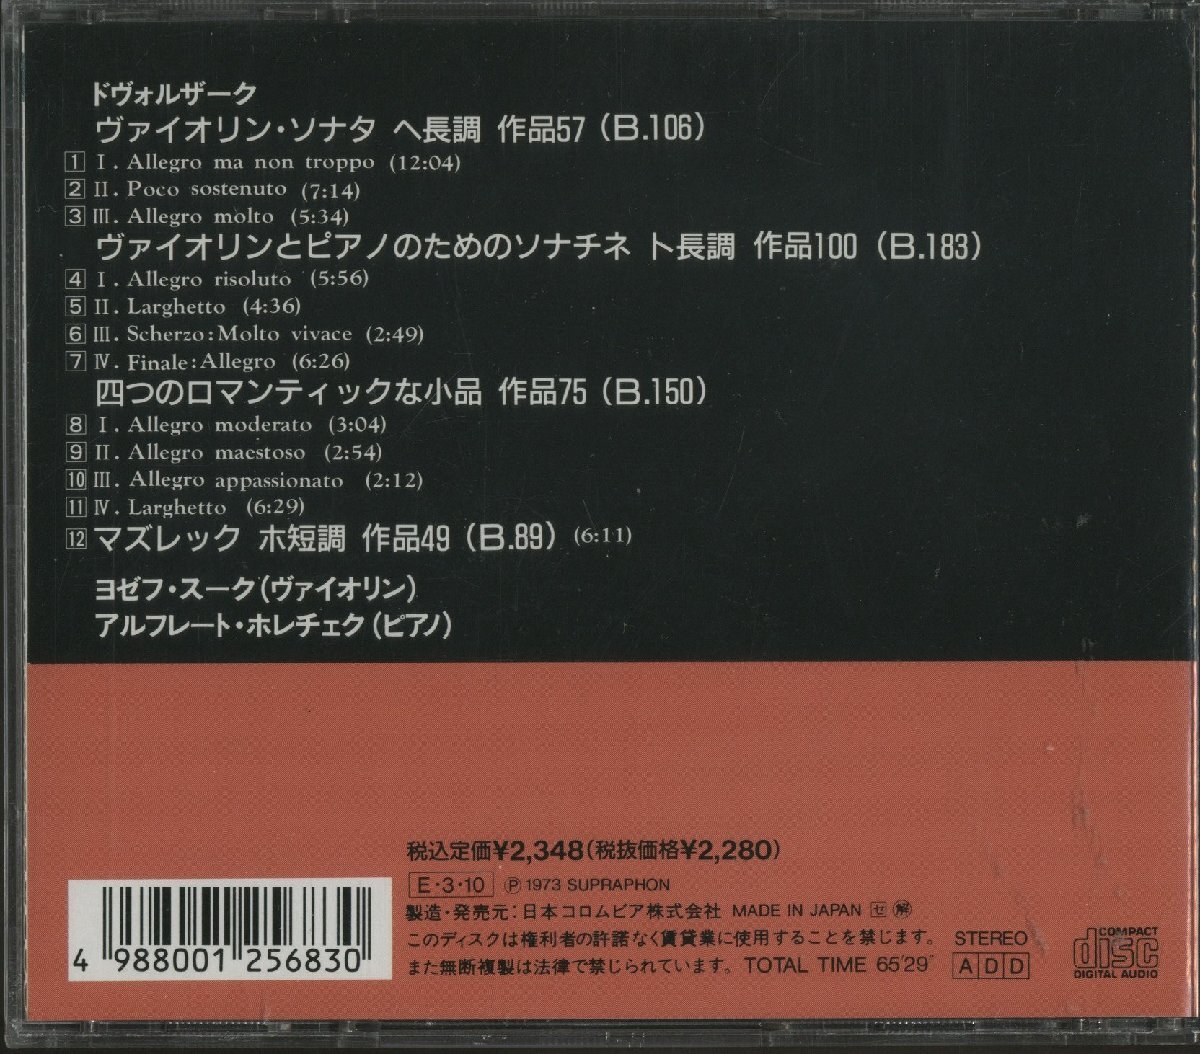 ドヴォルザーク
ヴァイオリン・ソナタ ヘ長調 作品57（B.106）
1 I. Allegro ma non troppo (12:04)
2 II. Poco sostenuto (7:14)
3 III. Allegro molto (5:34)
ヴァイオリンとピアノのためのソナチネ ト長調 作品100（B.183）
4 I. Allegro risoluto (5:56)
5 II. Larghetto (4:36)
6 III. Scherzo:Molto vivace (2:49)
7 IV. Finale:Allegro (6:26)
四つのロマンティックな小品 作品75（B.150）
8 I. Allegro moderato (3:04)
9 II. Allegro maestoso (2:54)
10 III. Allegro appassionato (2:12)
11 IV. Larghetto (6:29)
12 マズレック ホ短調 作品49（B.89）(6:11)
ヨゼフ・スーク(ヴァイオリン)
アルフレート・ホレチェク(ピアノ)
税込定価¥2,348(税抜価格¥2,280)
E・3・10 Ⓟ 1973 SUPRAPHON
製造・発売元：日本コロムビア株式会社 MADE IN JAPAN ゼ 解
このディスクは権利者の許諾なく賃貸業に使用することを禁じます。
また無断複製は法律で禁じられています。TOTAL TIME 65'29"
STEREO
ADD
COMPACT
disc
DIGITAL AUDIO
4 988001 256830